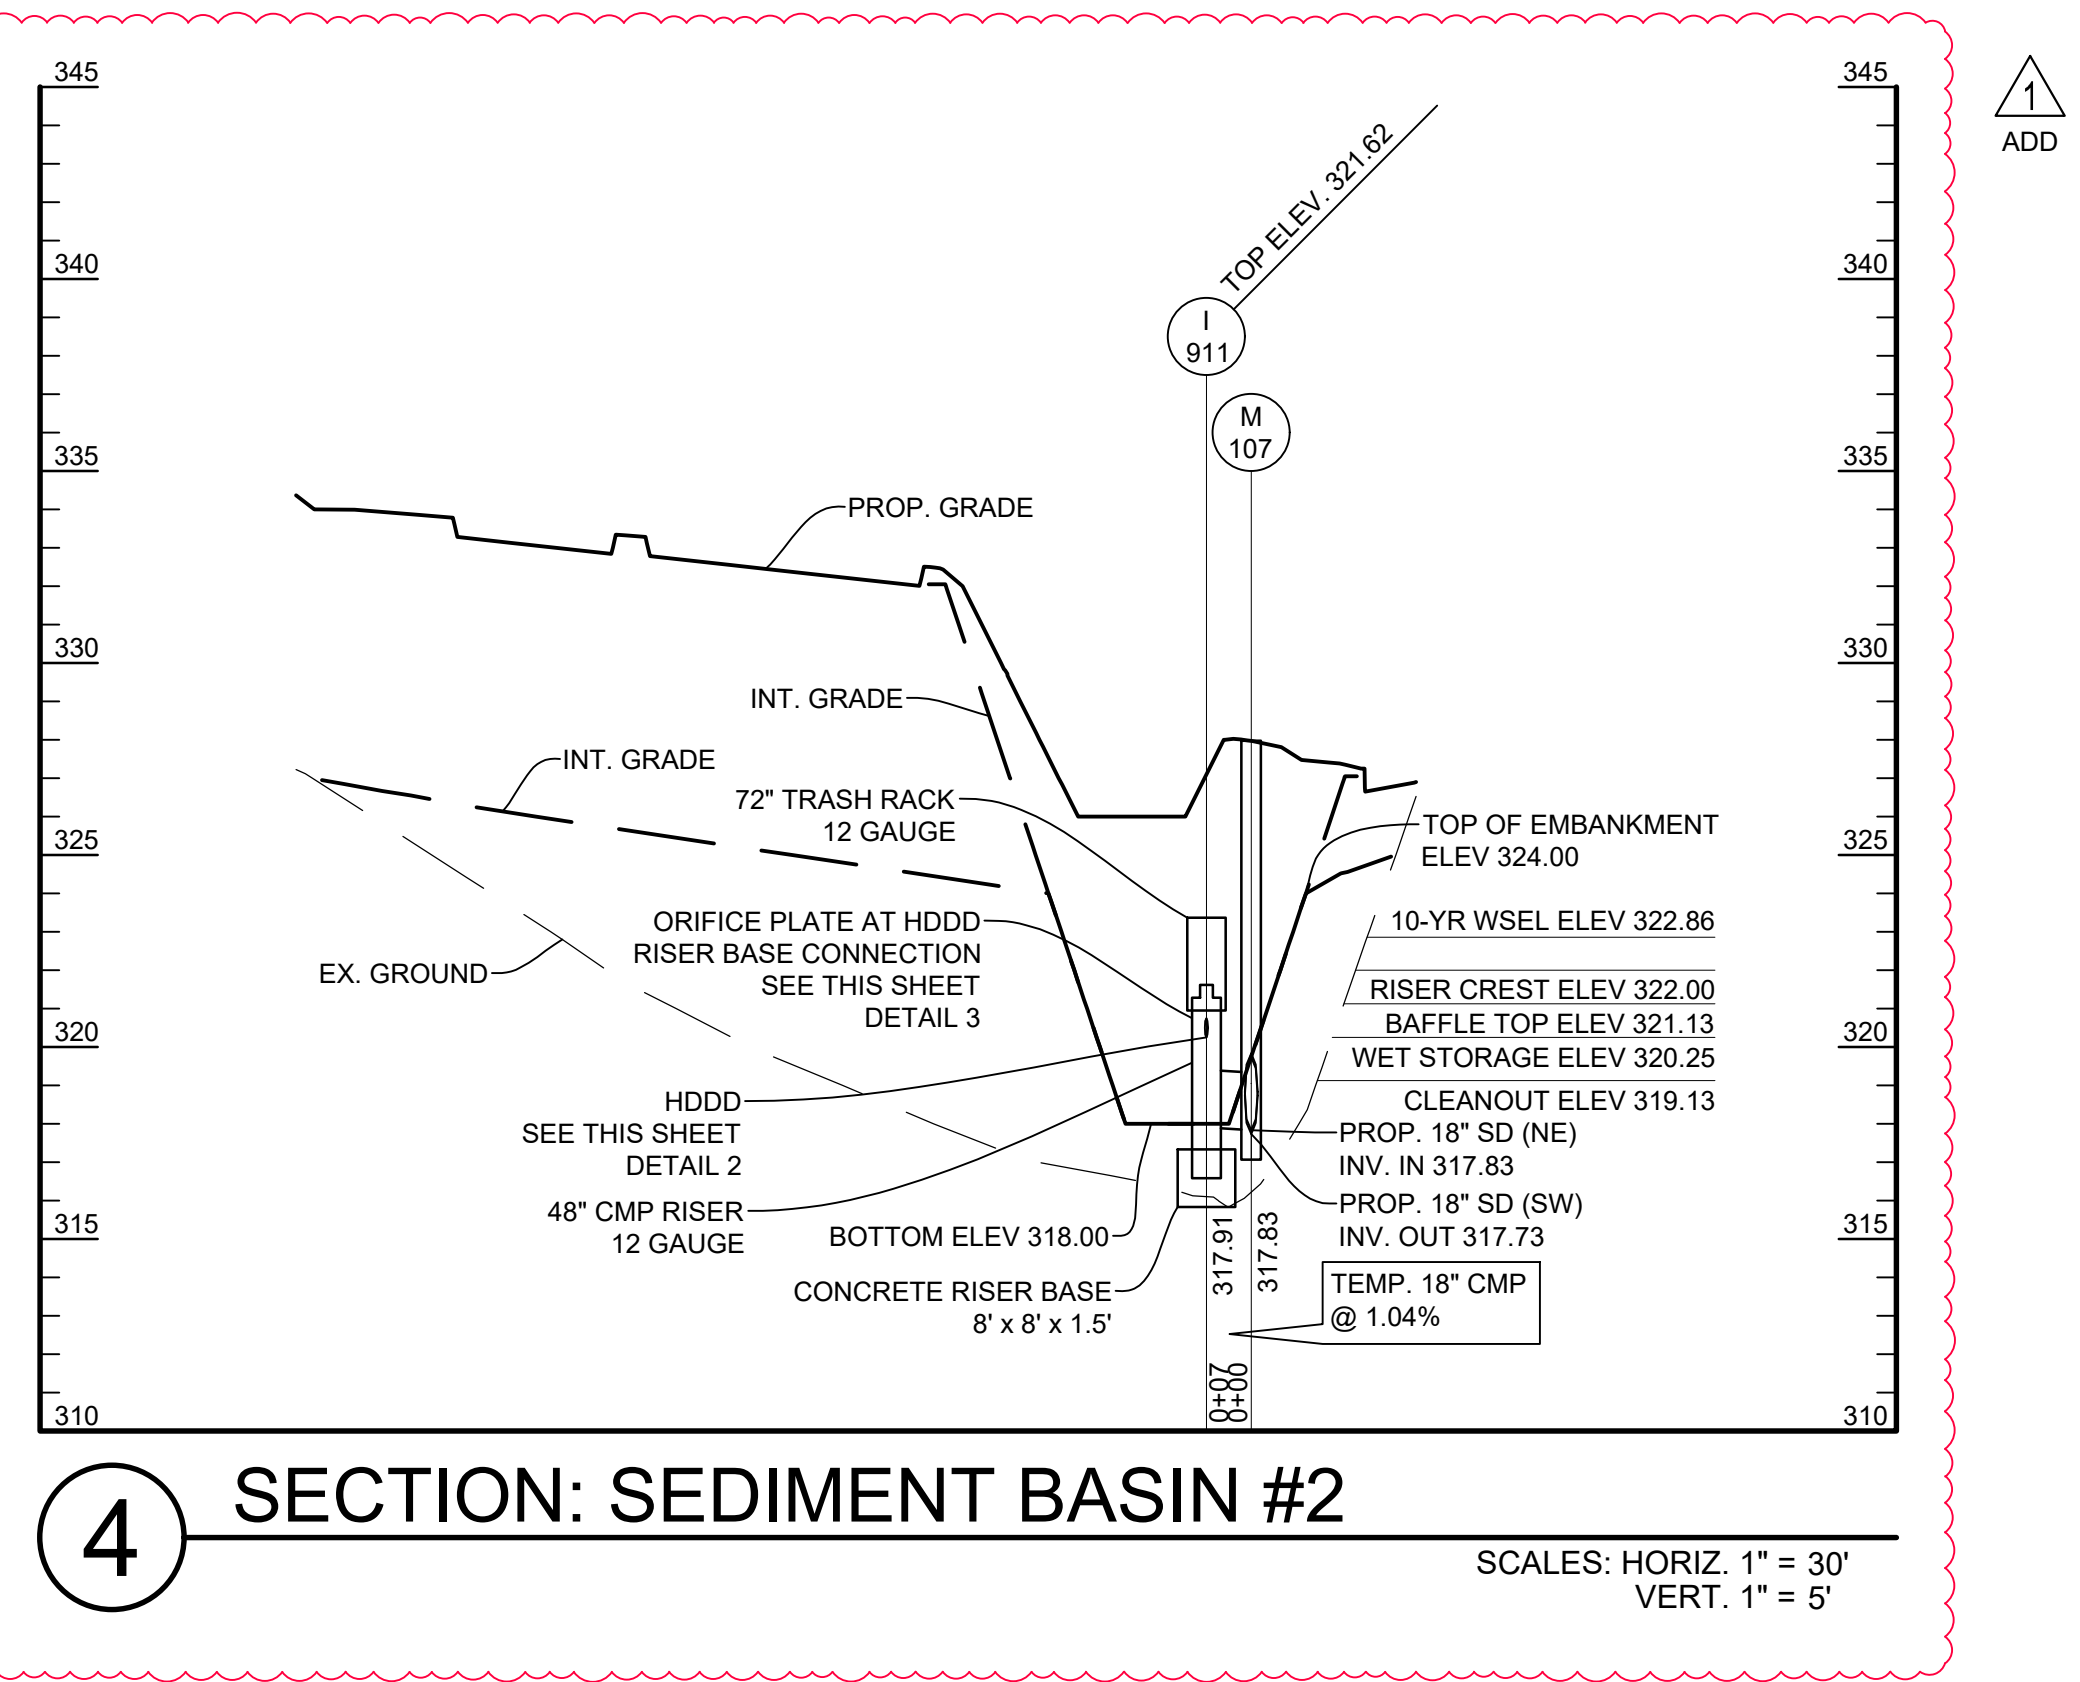 345
345
1
ADD
TOP ELEV. 321.62
340
340
I
911
M
107
335
335
PROP. GRADE
330
330
INT. GRADE
INT. GRADE
72" TRASH RACK
12 GAUGE
TOP OF EMBANKMENT
ELEV 324.00
325
325
ORIFICE PLATE AT HDDD
RISER BASE CONNECTION
SEE THIS SHEET
DETAIL 3
10-YR WSEL ELEV 322.86
EX. GROUND
RISER CREST ELEV 322.00
BAFFLE TOP ELEV 321.13
320
320
WET STORAGE ELEV 320.25
CLEANOUT ELEV 319.13
HDDD
SEE THIS SHEET
DETAIL 2
PROP. 18" SD (NE)
INV. IN 317.83
48" CMP RISER
12 GAUGE
PROP. 18" SD (SW)
INV. OUT 317.73
315
315
BOTTOM ELEV 318.00
317.91
317.83
CONCRETE RISER BASE
8' x 8' x 1.5'
TEMP. 18" CMP
@ 1.04%
0+07
0+00
310
310
4
SECTION: SEDIMENT BASIN #2
SCALES: HORIZ. 1" = 30'
VERT. 1" = 5'